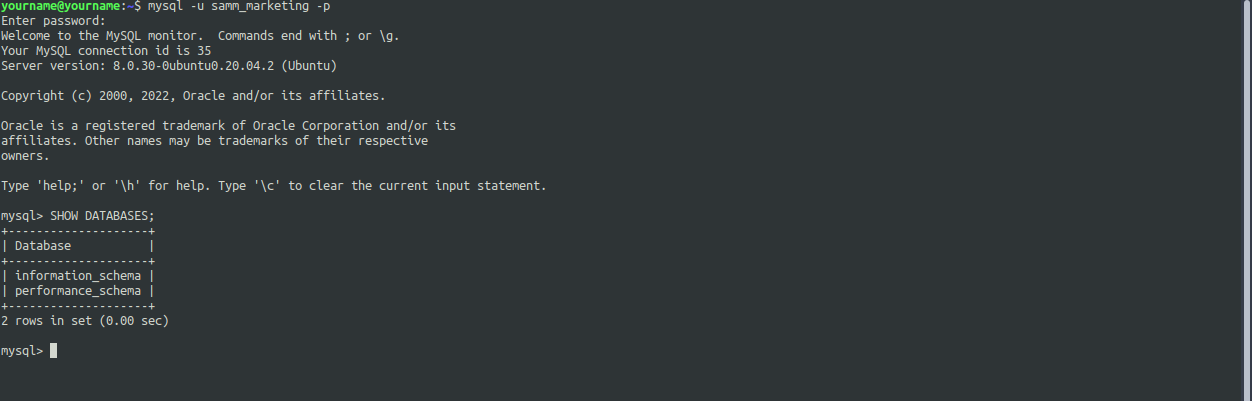 yourname@yourname:~$ mysql -u samm_marketing -p
Enter password:
Welcome to the MySQL monitor.  Commands end with ; or \g.
Your MySQL connection id is 35
Server version: 8.0.30-0ubuntu0.20.04.2 (Ubuntu)

Copyright (c) 2000, 2022, Oracle and/or its affiliates.

Oracle is a registered trademark of Oracle Corporation and/or its
affiliates. Other names may be trademarks of their respective
owners.

Type 'help;' or '\h' for help. Type '\c' to clear the current input statement.

mysql> SHOW DATABASES;
+--------------------+
| Database           |
+--------------------+
| information_schema |
| performance_schema |
+--------------------+
2 rows in set (0.00 sec)

mysql>